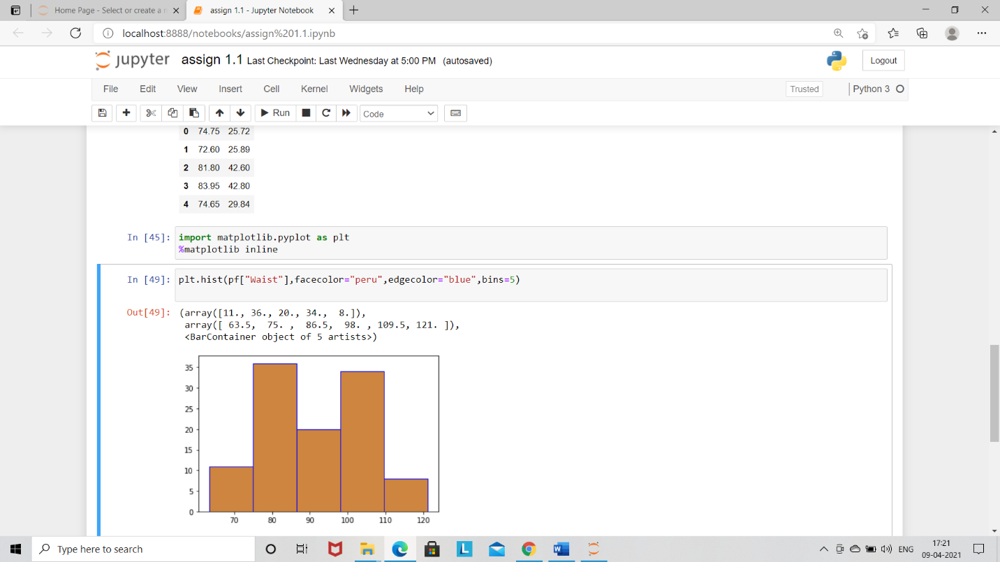 Home Page - Select or create a n
assign 1.1 - Jupyter Notebook
localhost:8888/notebooks/assign%201.1.ipynb
jupyter assign 1.1 Last Checkpoint: Last Wednesday at 5:00 PM (autosaved)
Logout
File Edit View Insert Cell Kernel Widgets Help
Trusted Python 3
Run Code
0 74.75 25.72
1 72.60 25.89
2 81.80 42.60
3 83.95 42.80
4 74.65 29.84
In [45]: import matplotlib.pyplot as plt
%matplotlib inline
In [49]: plt.hist(pf["Waist"],facecolor="peru",edgecolor="blue",bins=5)
Out[49]: (array([11., 36., 20., 34.,  8.]),
array([ 63.5,  75. ,  86.5,  98. , 109.5, 121. ]),
<BarContainer object of 5 artists>)
35
30
25
20
15
10
5
0
70 80 90 100 110 120
Type here to search
L
W
ENG
17:21
09-04-2021